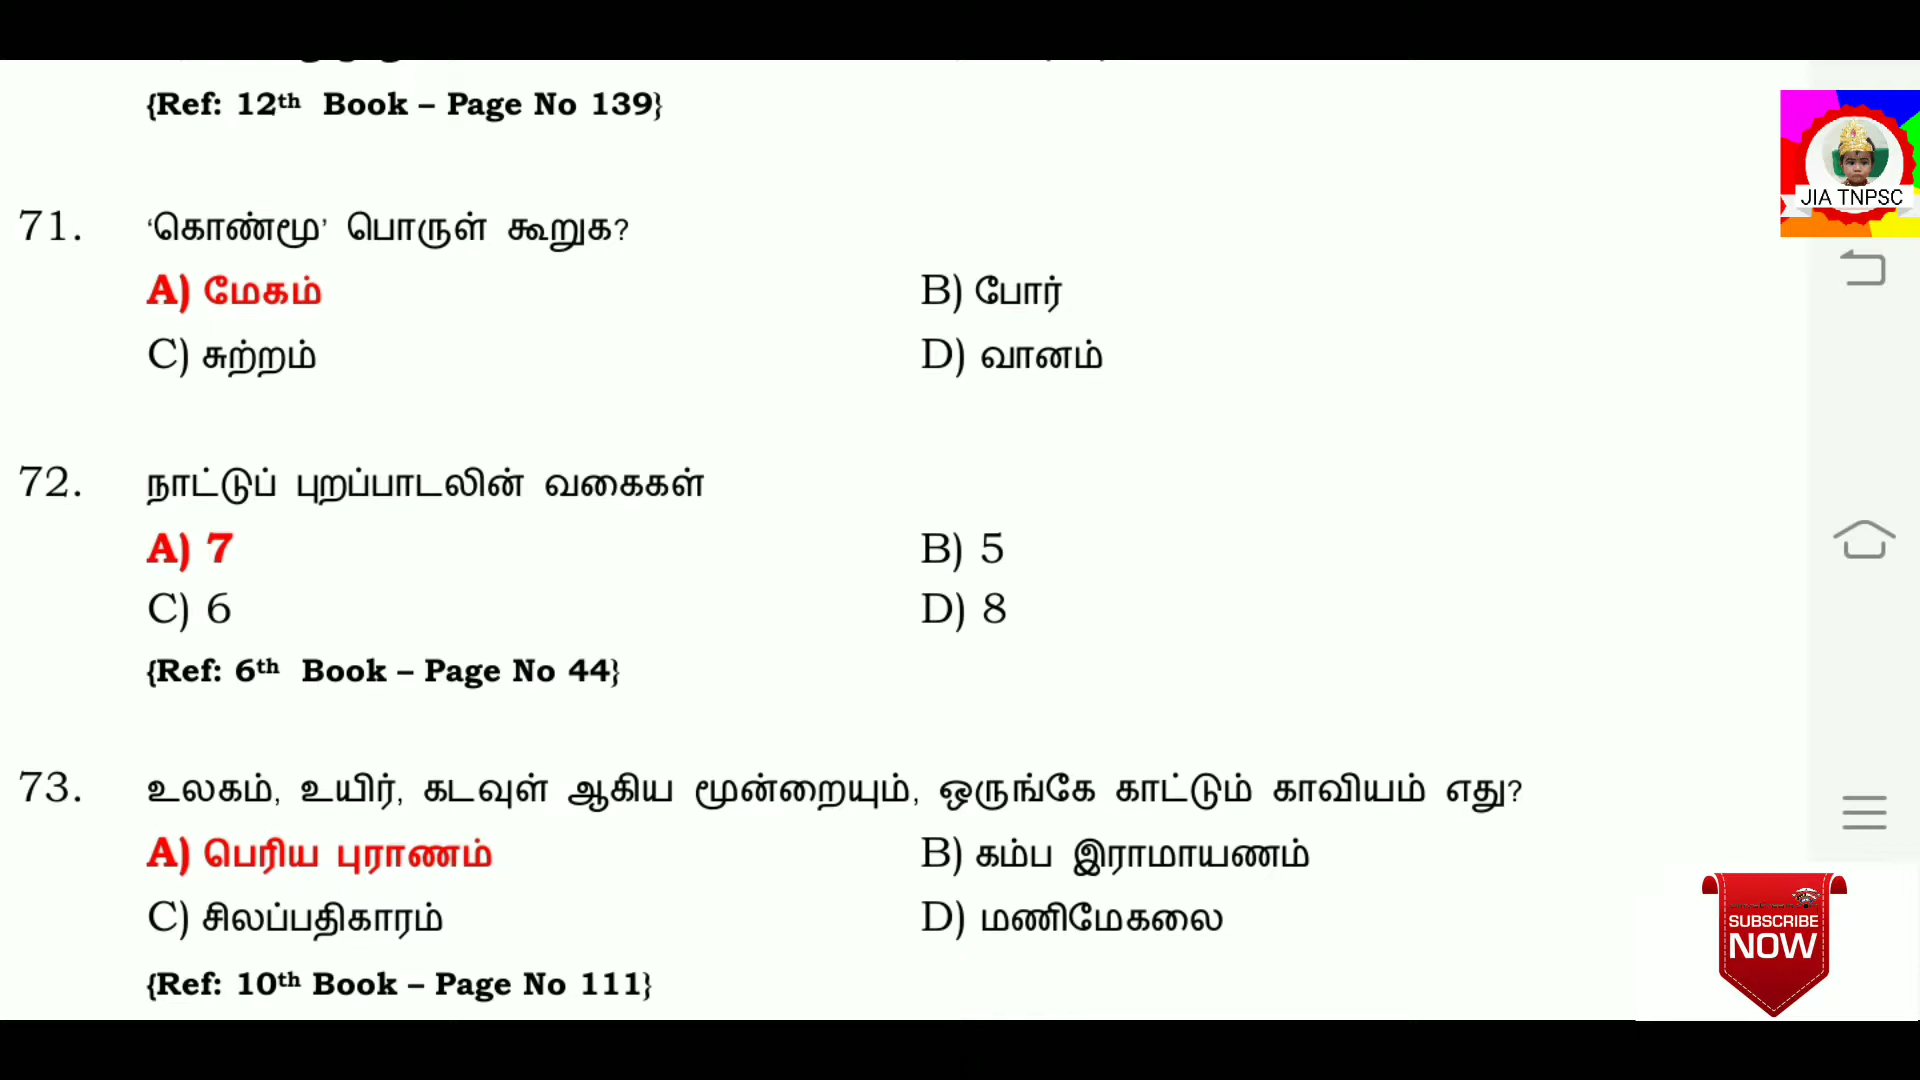 {Ref: 12th Book – Page No 139}
JIA TNPSC
71. ‘கொண்மூ’ பொருள் கூறுக?
A) மேகம் B) போர்
C) சுற்றம் D) வானம்
72. நாட்டுப் புறப்பாடலின் வகைகள்
A) 7 B) 5
C) 6 D) 8
{Ref: 6th Book – Page No 44}
73. உலகம், உயிர், கடவுள் ஆகிய மூன்றையும், ஒருங்கே காட்டும் காவியம் எது?
A) பெரிய புராணம் B) கம்ப இராமாயணம்
C) சிலப்பதிகாரம் D) மணிமேகலை
{Ref: 10th Book – Page No 111}
SUBSCRIBE
NOW